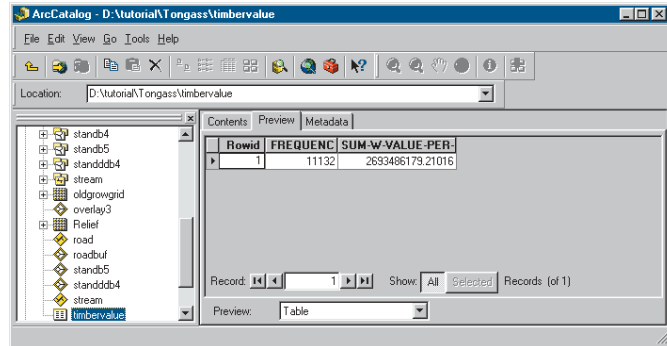 ArcCatalog - D:\tutorial\Tongass\timbervalue
File Edit View Go Tools Help
Location: D:\tutorial\Tongass\timbervalue
Contents Preview Metadata
standb4
standb5
standddb4
stream
oldgrowgrid
overlay3
Relief
road
roadbuf
standb5
standddb4
stream
timbervalue
Rowid FREQUENC SUM-W-VALUE-PER-
1 11132 2693486179.21016
Record: 1 Show: All Selected Records (of 1)
Preview: Table